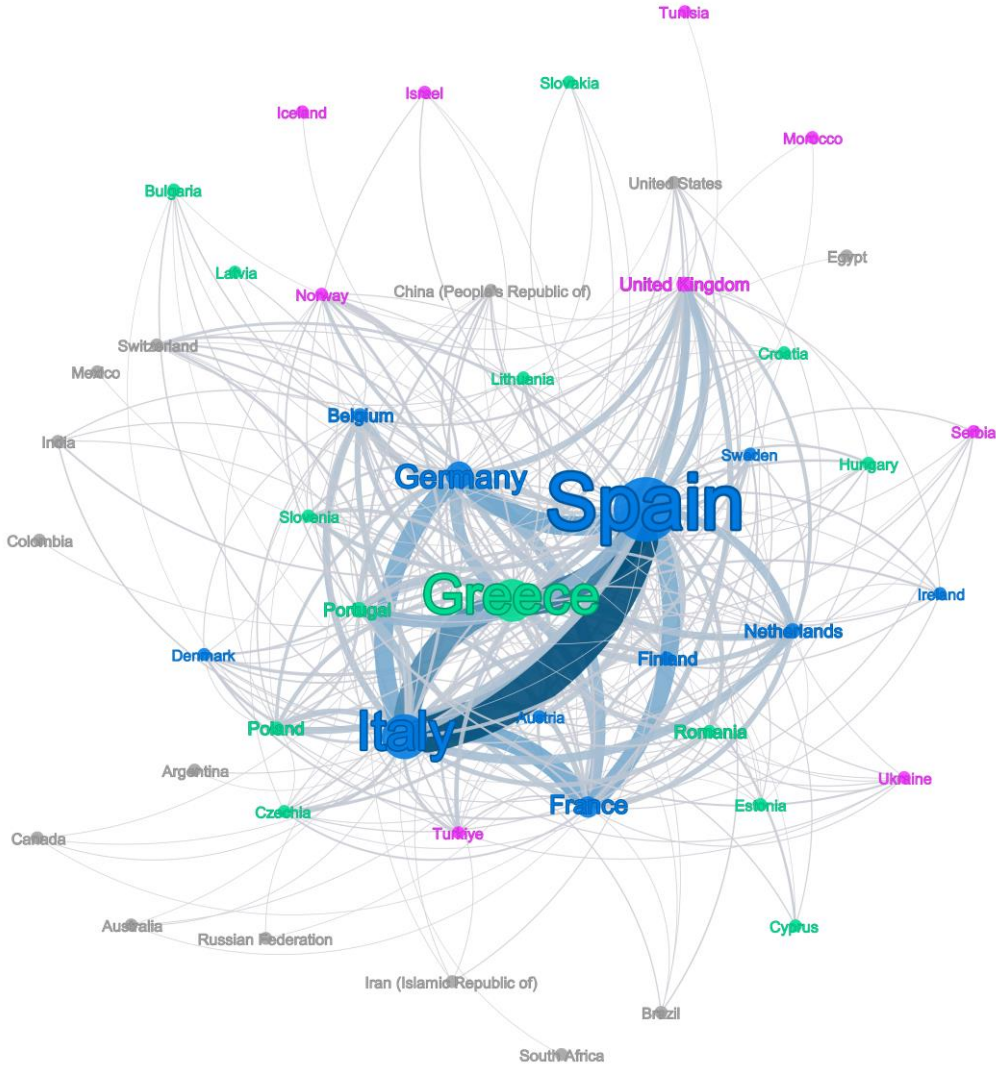 Tunisia
Slovakia
Israel
Iceland
Morocco
United States
Bulgaria
Egypt
Latvia
United Kingdom
Norway
China (People's Republic of)
Switzerland
Croatia
Mexico
Lithuania
Belgium
Serbia
India
Sweden
Hungary
Germany
Spain
Slovenia
Colombia
Greece
Ireland
Portugal
Netherlands
Denmark
Finland
Austria
Italy
Poland
Romania
Argentina
Ukraine
France
Estonia
Czechia
Turkiye
Canada
Australia
Cyprus
Russian Federation
Iran (Islamic Republic of)
Brazil
South Africa